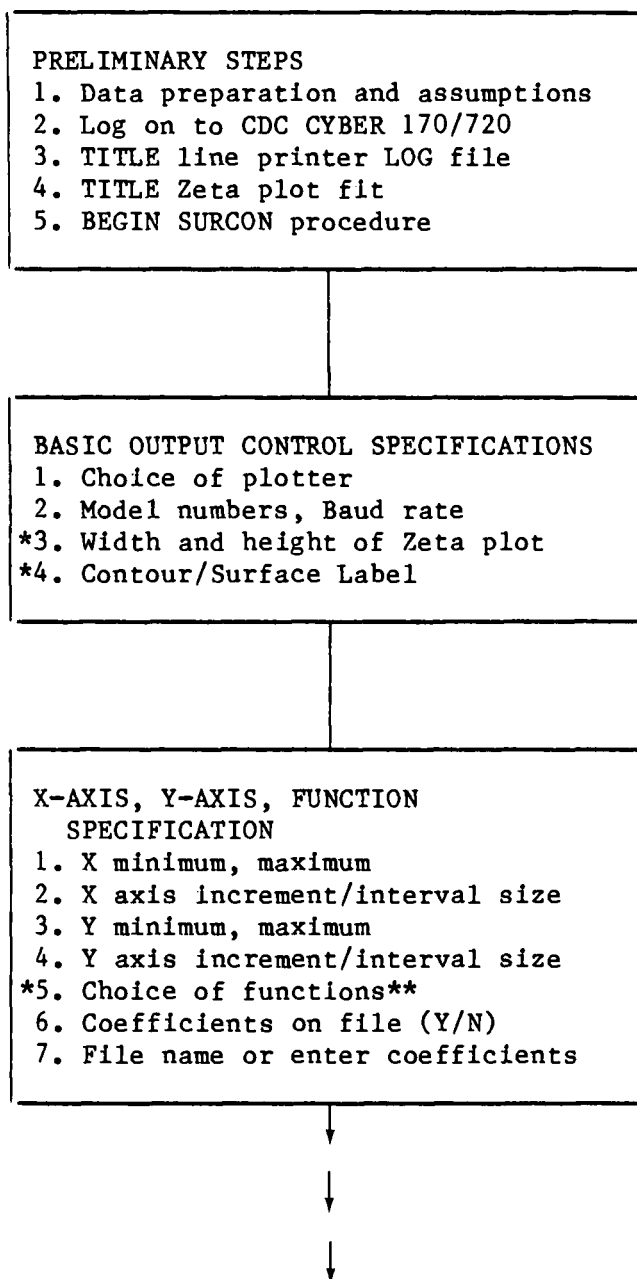 PRELIMINARY STEPS
1. Data preparation and assumptions
2. Log on to CDC CYBER 170/720
3. TITLE line printer LOG file
4. TITLE Zeta plot fit
5. BEGIN SURCON procedure
BASIC OUTPUT CONTROL SPECIFICATIONS
1. Choice of plotter
2. Model numbers, Baud rate
*3. Width and height of Zeta plot
*4. Contour/Surface Label
X-AXIS, Y-AXIS, FUNCTION
SPECIFICATION
1. X minimum, maximum
2. X axis increment/interval size
3. Y minimum, maximum
4. Y axis increment/interval size
*5. Choice of functions**
6. Coefficients on file (Y/N)
7. File name or enter coefficients